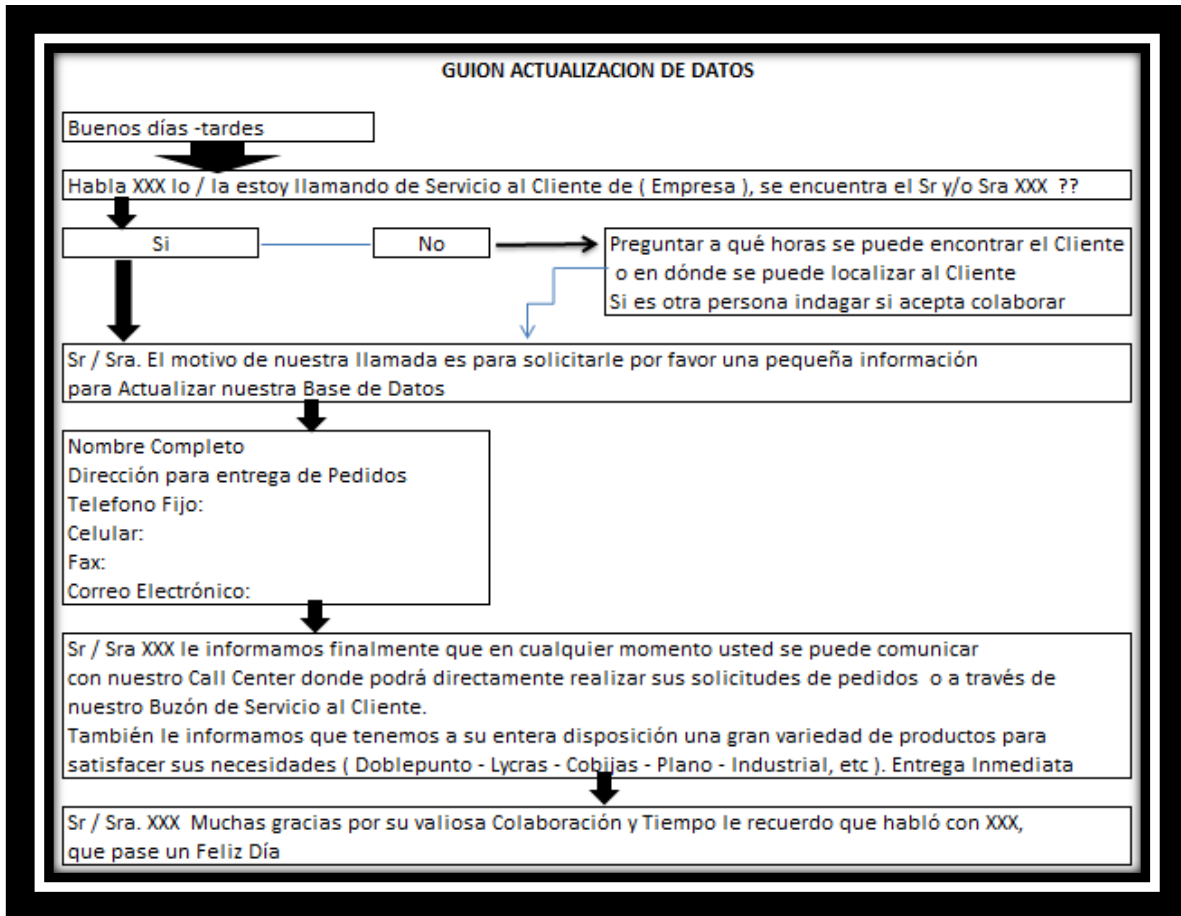 GUION ACTUALIZACION DE DATOS
Buenos días -tardes
Habla XXX lo / la estoy llamando de Servicio al Cliente de ( Empresa ), se encuentra el Sr y/o Sra XXX ??
Si
No
Preguntar a qué horas se puede encontrar el Cliente
o en dónde se puede localizar al Cliente
Si es otra persona indagar si acepta colaborar
Sr / Sra. El motivo de nuestra llamada es para solicitarle por favor una pequeña información
para Actualizar nuestra Base de Datos
Nombre Completo
Dirección para entrega de Pedidos
Telefono Fijo:
Celular:
Fax:
Correo Electrónico:
Sr / Sra XXX le informamos finalmente que en cualquier momento usted se puede comunicar
con nuestro Call Center donde podrá directamente realizar sus solicitudes de pedidos o a través de
nuestro Buzón de Servicio al Cliente.
También le informamos que tenemos a su entera disposición una gran variedad de productos para
satisfacer sus necesidades ( Doblepunto - Lycras - Cobijas - Plano - Industrial, etc ). Entrega Inmediata
Sr / Sra. XXX Muchas gracias por su valiosa Colaboración y Tiempo le recuerdo que habló con XXX,
que pase un Feliz Día